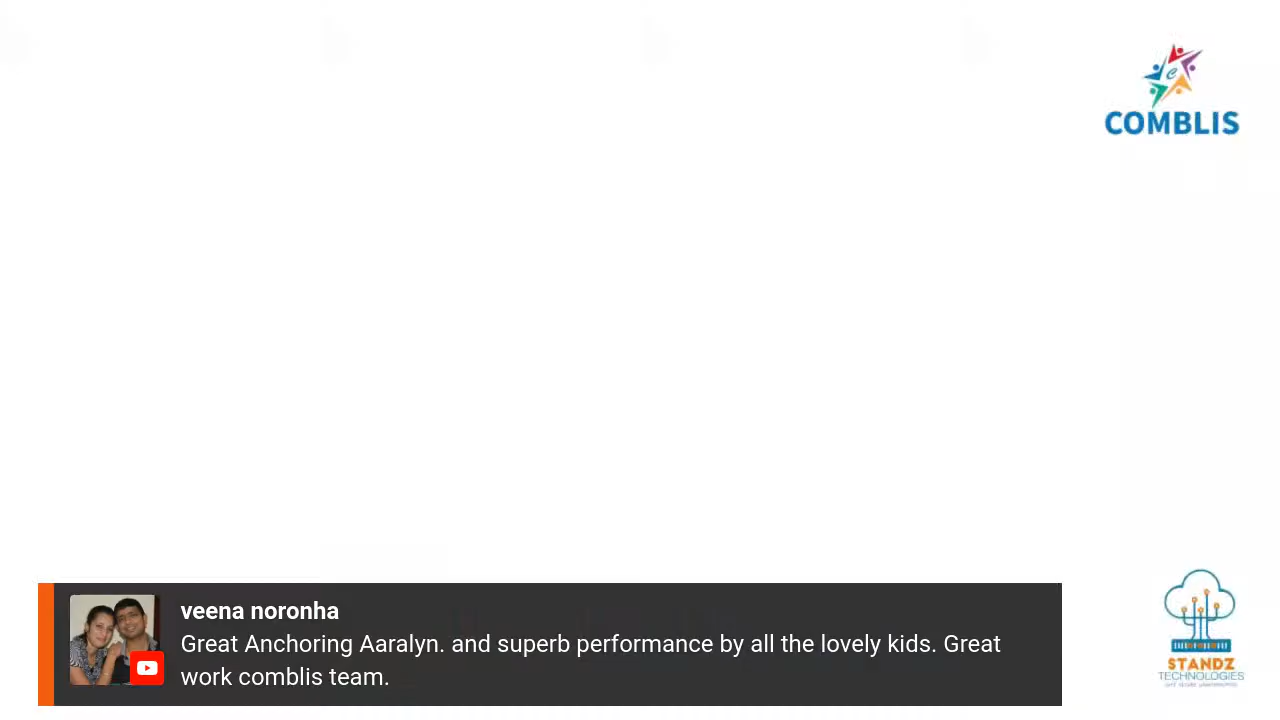 COMBLIS
veena noronha
Great Anchoring Aaralyn. and superb performance by all the lovely kids. Great
work comblis team.
STANDZ
TECHNOLOGIES